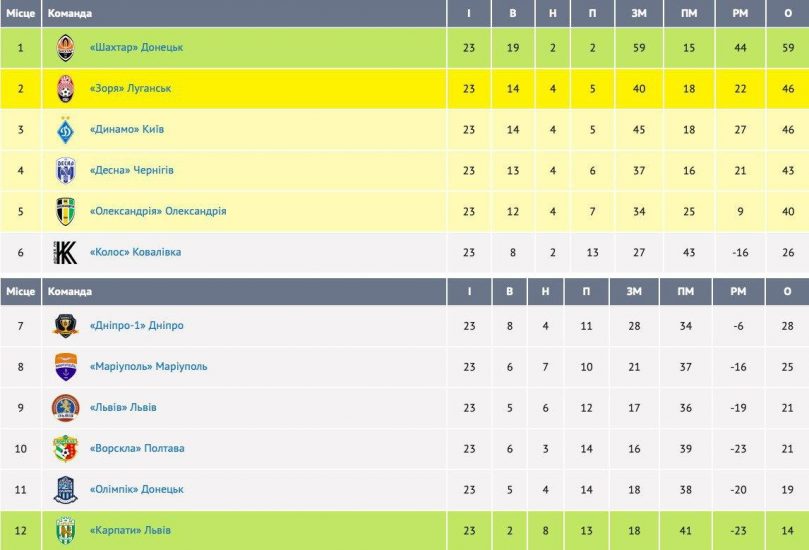 Місце Команда І В Н П ЗМ ПМ РМ О
1 «Шахтар» Донецьк 23 19 2 2 59 15 44 59
2 «Зоря» Луганськ 23 14 4 5 40 18 22 46
3 «Динамо» Київ 23 14 4 5 45 18 27 46
4 «Десна» Чернігів 23 13 4 6 37 16 21 43
5 «Олександрія» Олександрія 23 12 4 7 34 25 9 40
6 «Колос» Ковалівка 23 8 2 13 27 43 -16 26
Місце Команда І В Н П ЗМ ПМ РМ О
7 «Дніпро-1» Дніпро 23 8 4 11 28 34 -6 28
8 «Маріуполь» Маріуполь 23 6 7 10 21 37 -16 25
9 «Львів» Львів 23 5 6 12 17 36 -19 21
10 «Ворскла» Полтава 23 6 3 14 16 39 -23 21
11 «Олімпік» Донецьк 23 5 4 14 18 38 -20 19
12 «Карпати» Львів 23 2 8 13 18 41 -23 14